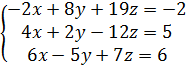 −2x + 8y + 19z = −2
4x + 2y − 12z = 5
6x − 5y + 7z = 6